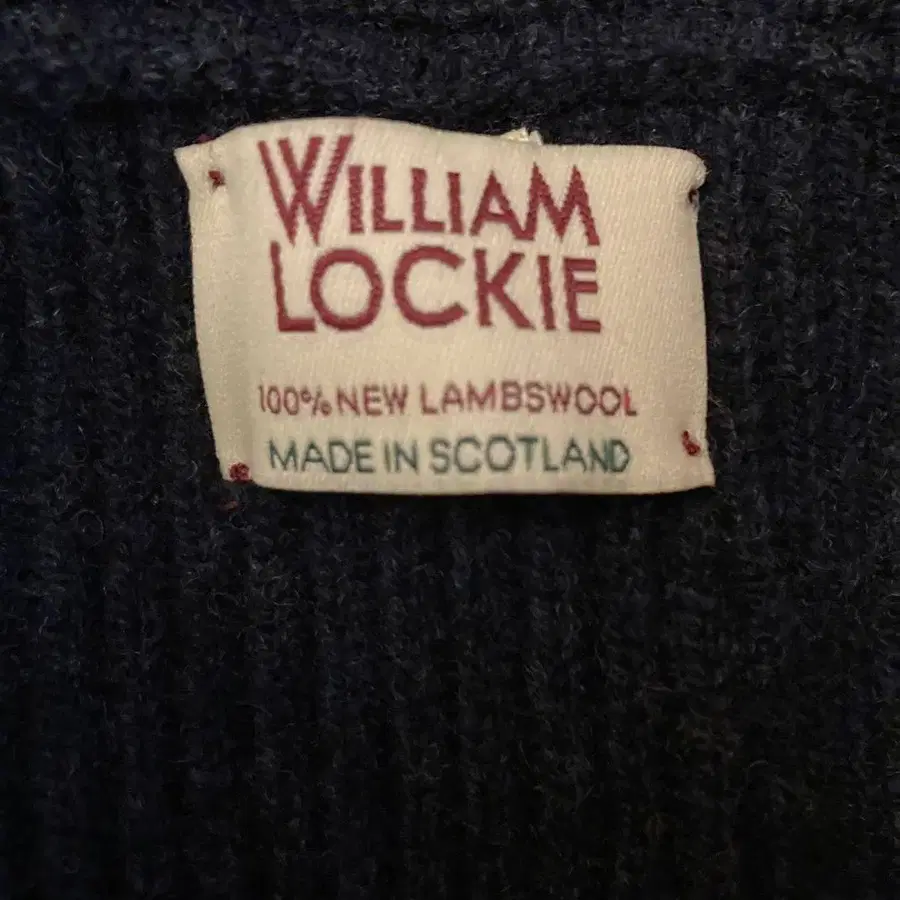 WILLIAM
LOCKIE
100% NEW LAMBSWOOL
MADE IN SCOTLAND